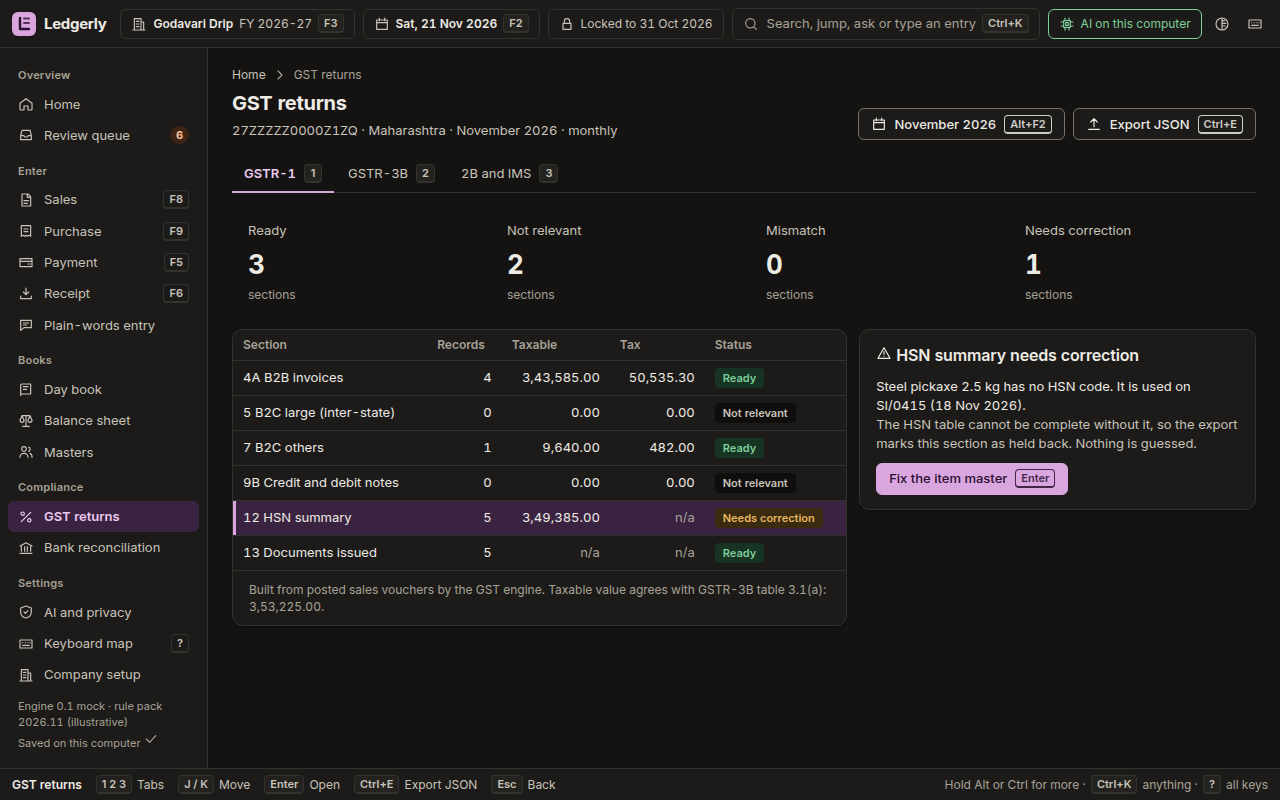 Ledgerly
Godavari Drip FY 2026-27 F3
Sat, 21 Nov 2026 F2
Locked to 31 Oct 2026
Search, jump, ask or type an entry Ctrl+K
AI on this computer
Overview
Home
Review queue 6
Enter
Sales F8
Purchase F9
Payment F5
Receipt F6
Plain-words entry
Books
Day book
Balance sheet
Masters
Compliance
GST returns
Bank reconciliation
Settings
AI and privacy
Keyboard map ?
Company setup
Engine 0.1 mock · rule pack
2026.11 (illustrative)
Saved on this computer
Home > GST returns
GST returns
27ZZZZZ0000Z1ZQ · Maharashtra · November 2026 · monthly
November 2026 Alt+F2
Export JSON Ctrl+E
GSTR-1 1
GSTR-3B 2
2B and IMS 3
Ready
3
sections
Not relevant
2
sections
Mismatch
0
sections
Needs correction
1
sections
Section Records Taxable Tax Status
4A B2B invoices 4 3,43,585.00 50,535.30 Ready
5 B2C large (inter-state) 0 0.00 0.00 Not relevant
7 B2C others 1 9,640.00 482.00 Ready
9B Credit and debit notes 0 0.00 0.00 Not relevant
12 HSN summary 5 3,49,385.00 n/a Needs correction
13 Documents issued 5 n/a n/a Ready
Built from posted sales vouchers by the GST engine. Taxable value agrees with GSTR-3B table 3.1(a):
3,53,225.00.
HSN summary needs correction
Steel pickaxe 2.5 kg has no HSN code. It is used on
SI/0415 (18 Nov 2026).
The HSN table cannot be complete without it, so the export
marks this section as held back. Nothing is guessed.
Fix the item master Enter
GST returns 1 2 3 Tabs J / K Move Enter Open Ctrl+E Export JSON Esc Back
Hold Alt or Ctrl for more · Ctrl+K anything · ? all keys